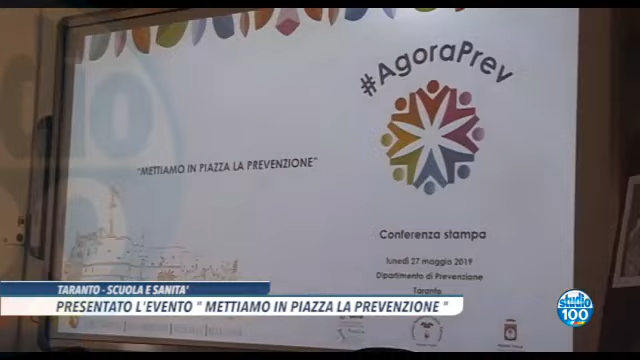 #AgoraPrev
"METTIAMO IN PIAZZA LA PREVENZIONE"
Conferenza stampa
lunedì 27 maggio 2019
Dipartimento di Prevenzione
Taranto
TARANTO - SCUOLA E SANITA'
PRESENTATO L'EVENTO " METTIAMO IN PIAZZA LA PREVENZIONE "
studio
100